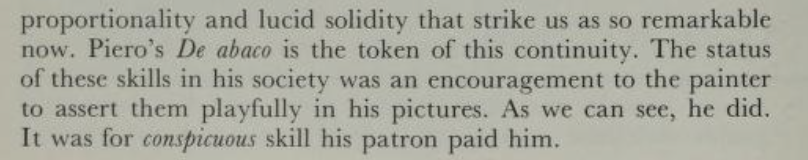 proportionality and lucid solidity that strike us as so remarkable
now. Piero's De abaco is the token of this continuity. The status
of these skills in his society was an encouragement to the painter
to assert them playfully in his pictures. As we can see, he did.
It was for conspicuous skill his patron paid him.